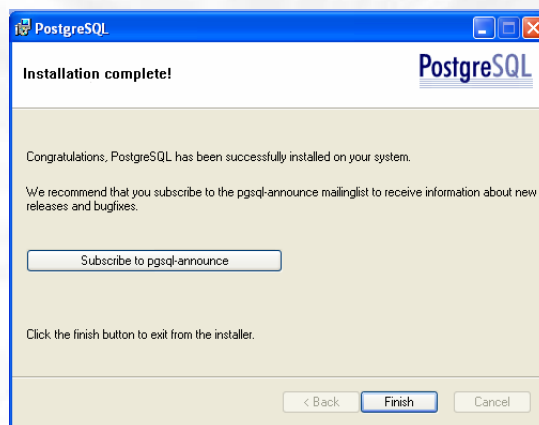 PostgreSQL
Installation complete!
PostgreSQL
Congratulations, PostgreSQL has been successfully installed on your system.
We recommend that you subscribe to the pgsql-announce mailinglist to receive information about new
releases and bugfixes.
Subscribe to pgsql-announce
Click the finish button to exit from the installer.
< Back
Finish
Cancel